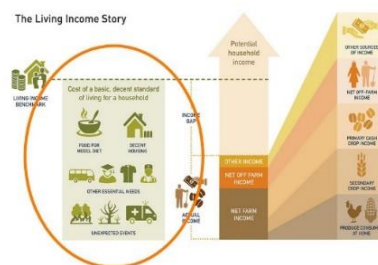 The Living Income Story
LIVING INCOME
BENCHMARK
Cost of a basic, decent standard
of living for a household
FOOD FOR
MODEL DIET
DECENT
HOUSING
OTHER ESSENTIAL NEEDS
UNEXPECTED EVENTS
INCOME
GAP
ACTUAL
INCOME
Potential
household
income
OTHER INCOME
NET OFF FARM
INCOME
NET FARM
INCOME
OTHER SOURCES
OF INCOME
NET OFF-FARM
INCOME
PRIMARY CASH
CROP INCOME
SECONDARY
CROP INCOME
PRODUCE CONSUMED
AT HOME